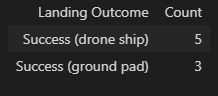 Landing Outcome Count
Success (drone ship) 5
Success (ground pad) 3